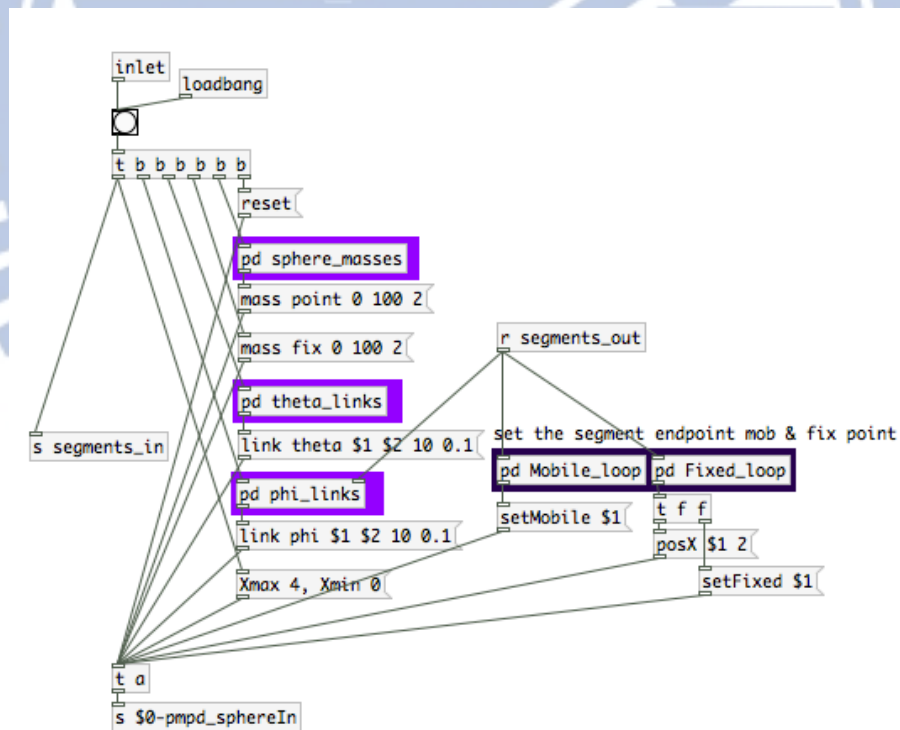 inlet
loadbang
t b b b b b b
reset
pd sphere_masses
mass point 0 100 2
mass fix 0 100 2
r segments_out
pd theta_links
set the segment endpoint mob & fix point
s segments_in
link theta $1 $2 10 0.1
pd Mobile_loop
pd Fixed_loop
pd phi_links
t f f
setMobile $1
link phi $1 $2 10 0.1
posX $1 2
Xmax 4, Xmin 0
setFixed $1
t a
s $0-pmpd_sphereIn